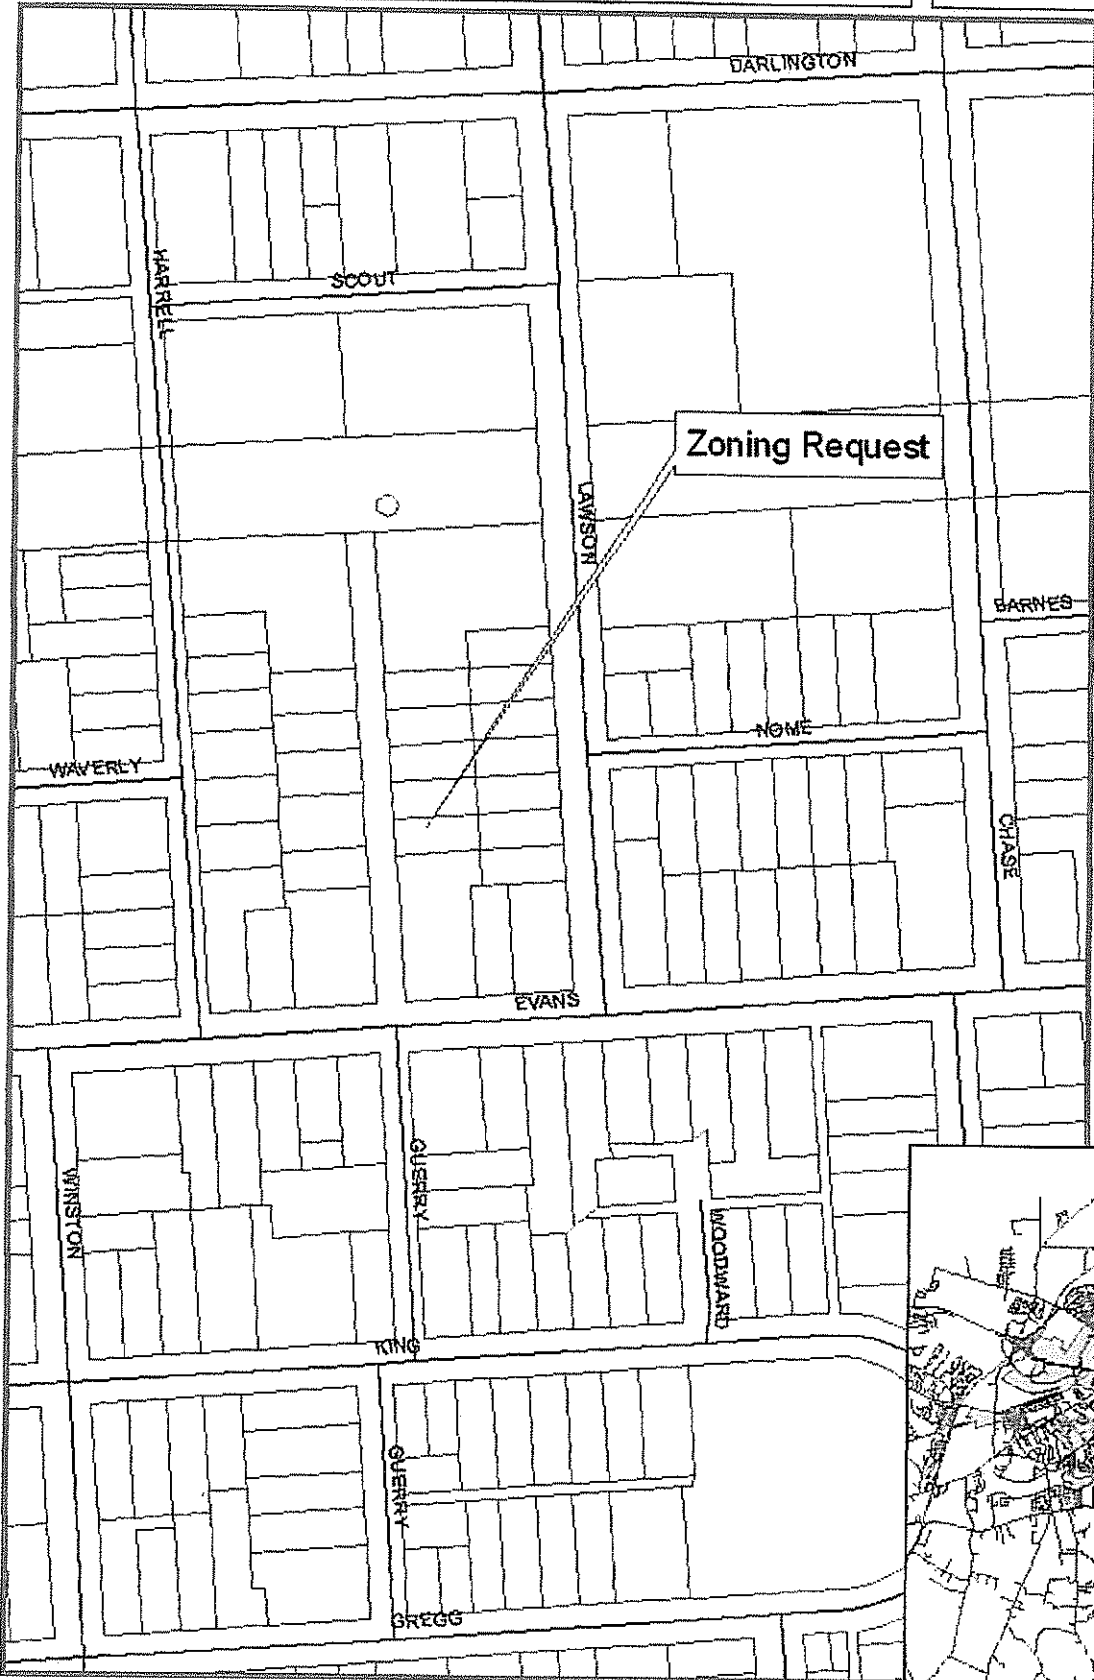 DARLINGTON
HARRELL
SCOUT
Zoning Request
LAWSON
BARNES
NOME
WAVERLY
CHASE
EVANS
GUERRY
WINSTON
WOODWARD
KING
GUERRY
GREGG